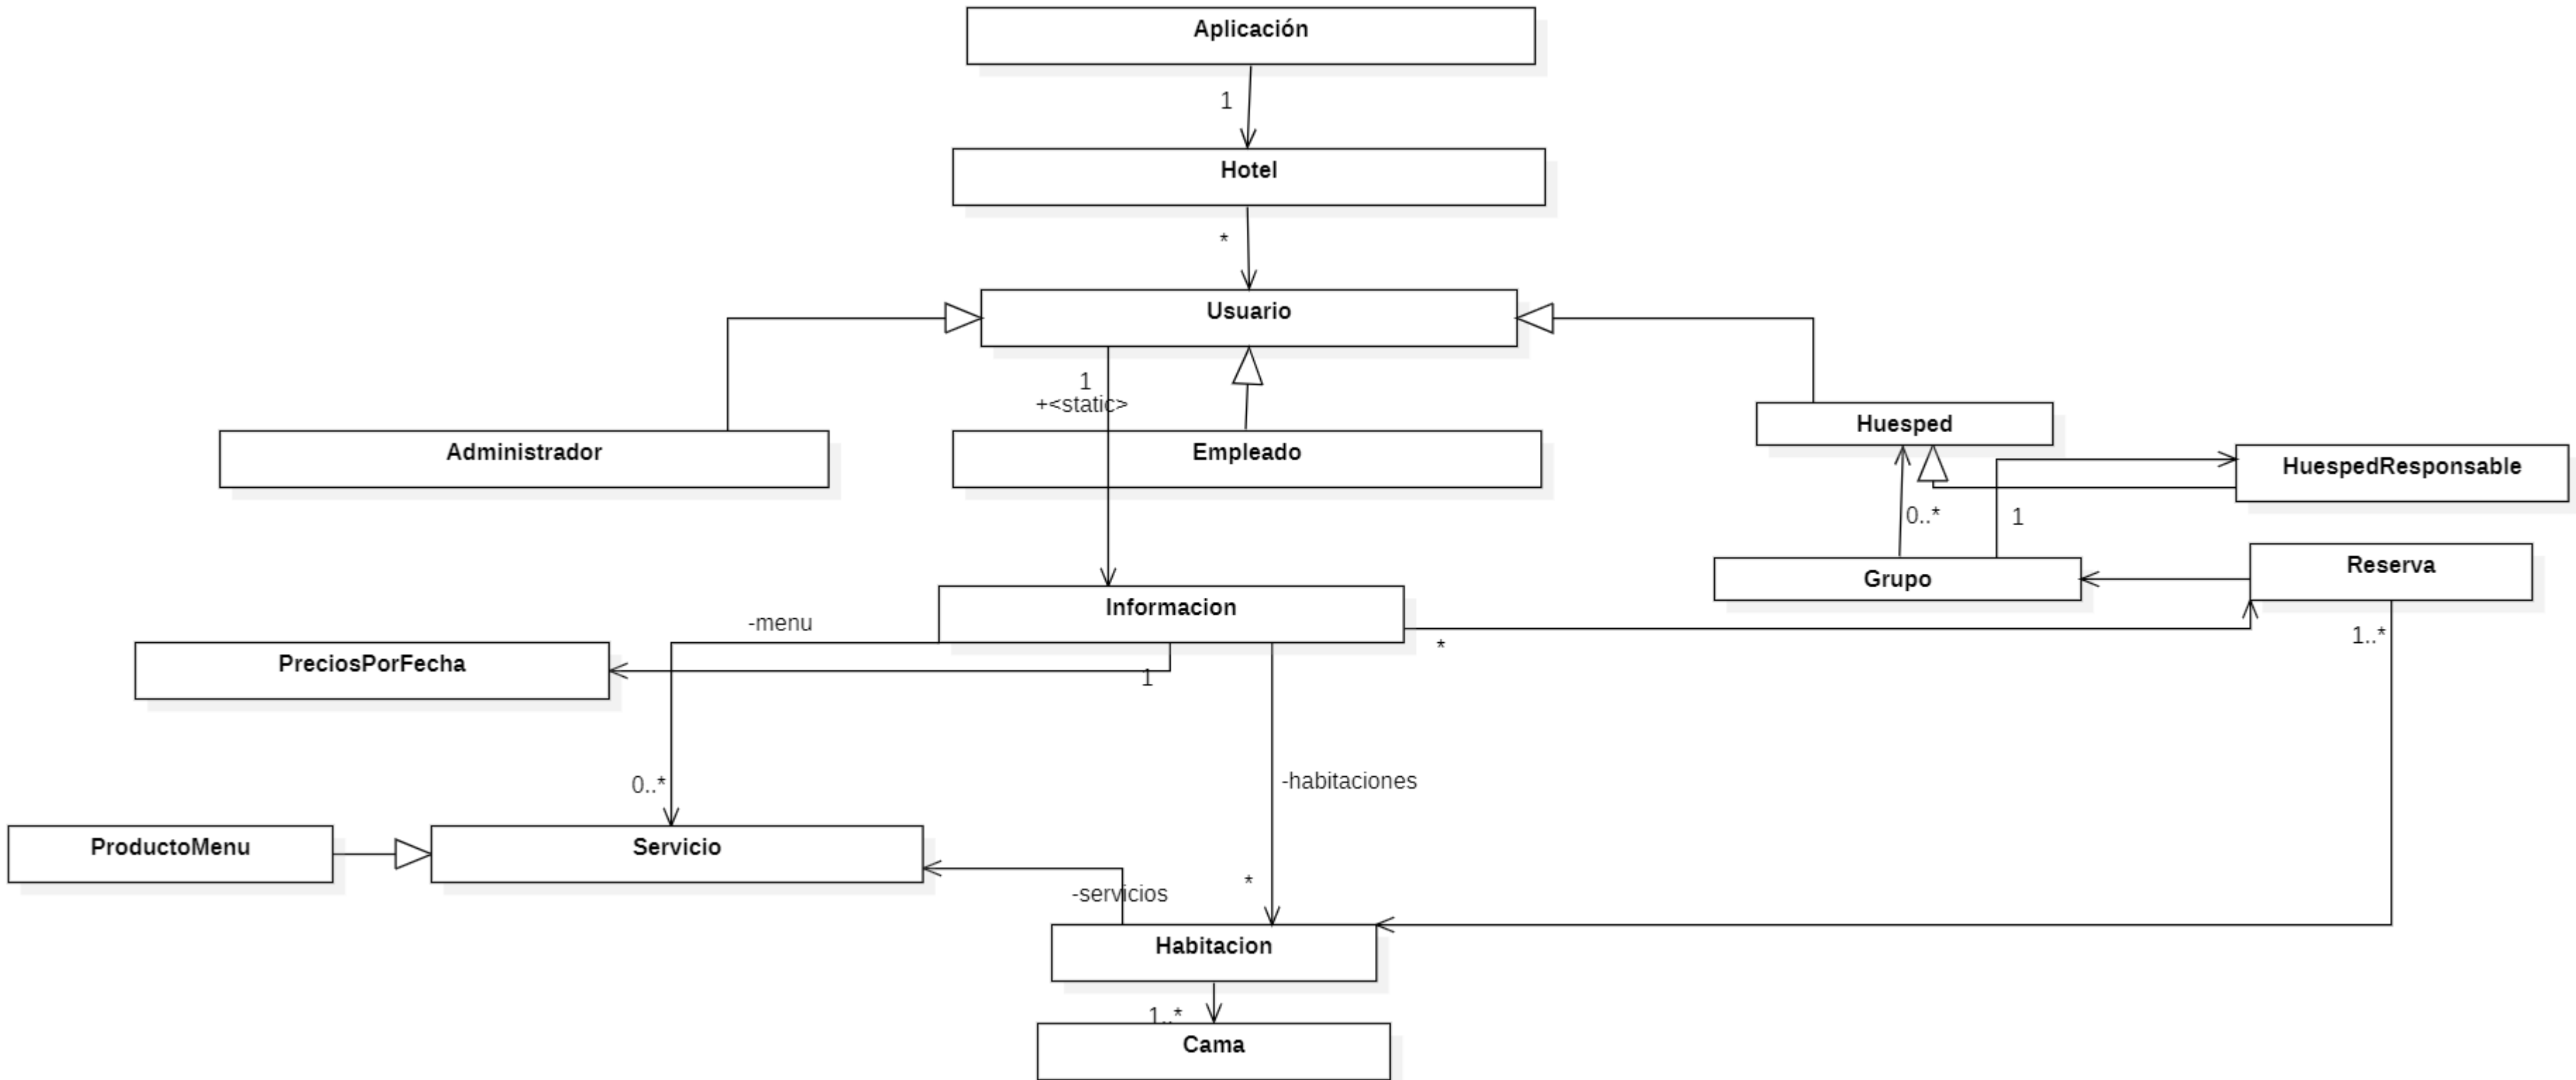 Aplicación
1
Hotel
*
Usuario
1
+<static>
Administrador
Empleado
Huesped
HuespedResponsable
0..*
1
Grupo
Reserva
Informacion
-menu
*
1..*
PreciosPorFecha
1
0..*
-habitaciones
ProductoMenu
Servicio
*
-servicios
Habitacion
1..*
Cama